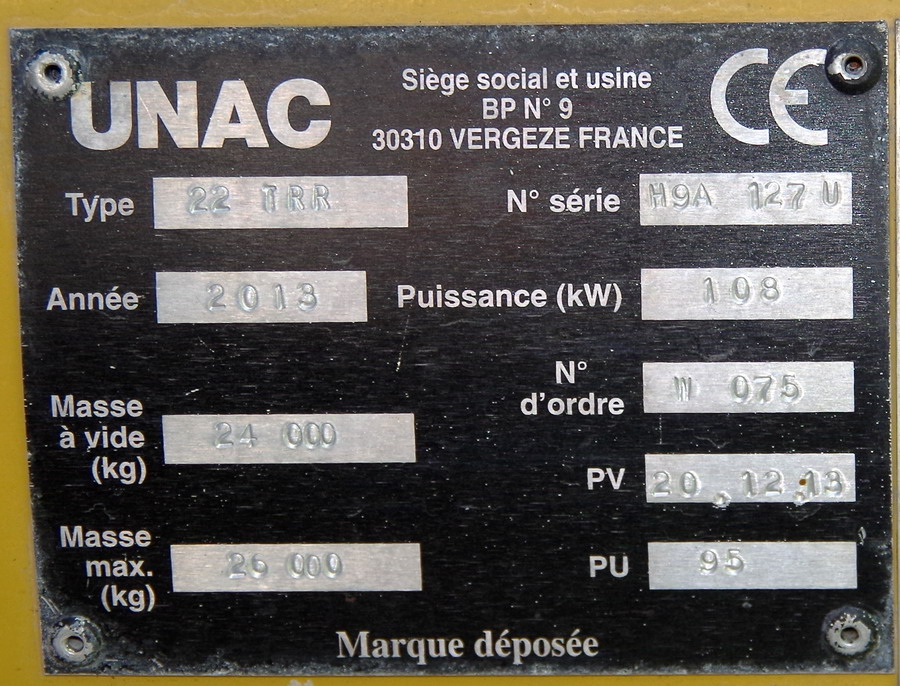 UNAC
Siège social et usine
BP N° 9
30310 VERGEZE FRANCE
CE
Type 22 TRR
N° série H9A 127 U
Année 2013
Puissance (kW) 108
N°
d'ordre W 075
Masse
à vide
(kg) 24 000
PV 20.12.13
Masse
max.
(kg) 26 000
PU 95
Marque déposée